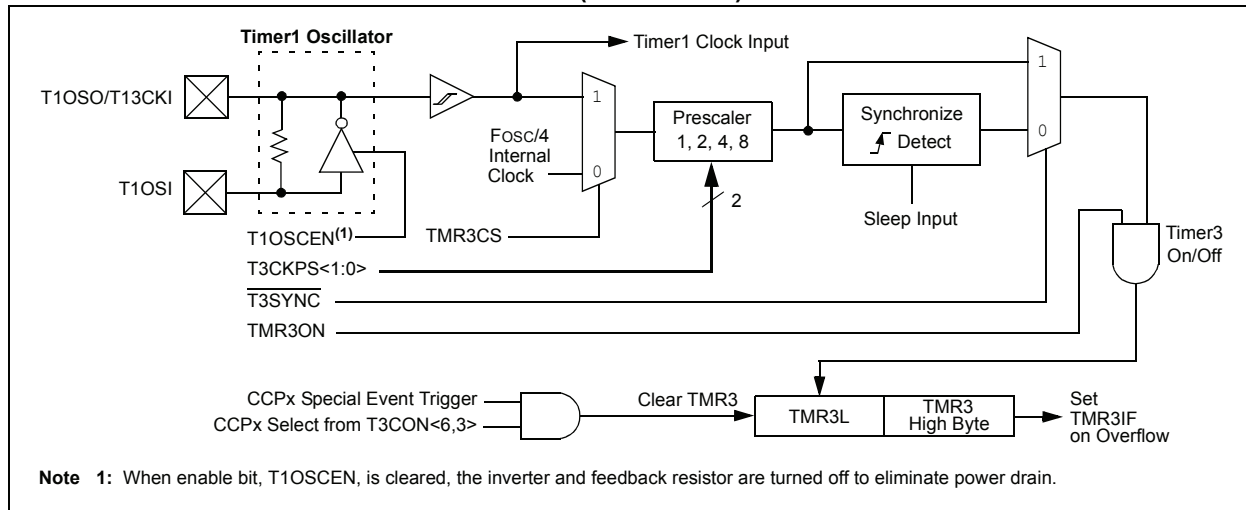 Timer1 Oscillator
Timer1 Clock Input
T1OSO/T13CKI
T1OSI
1
FOSC/4
Internal
Clock
0
Prescaler
1, 2, 4, 8
2
Synchronize
Detect
Sleep Input
1
0
T1OSCEN(1)
TMR3CS
T3CKPS<1:0>
T3SYNC
TMR3ON
Timer3
On/Off
CCPx Special Event Trigger
CCPx Select from T3CON<6,3>
Clear TMR3
TMR3L
TMR3
High Byte
Set
TMR3IF
on Overflow
Note 1: When enable bit, T1OSCEN, is cleared, the inverter and feedback resistor are turned off to eliminate power drain.